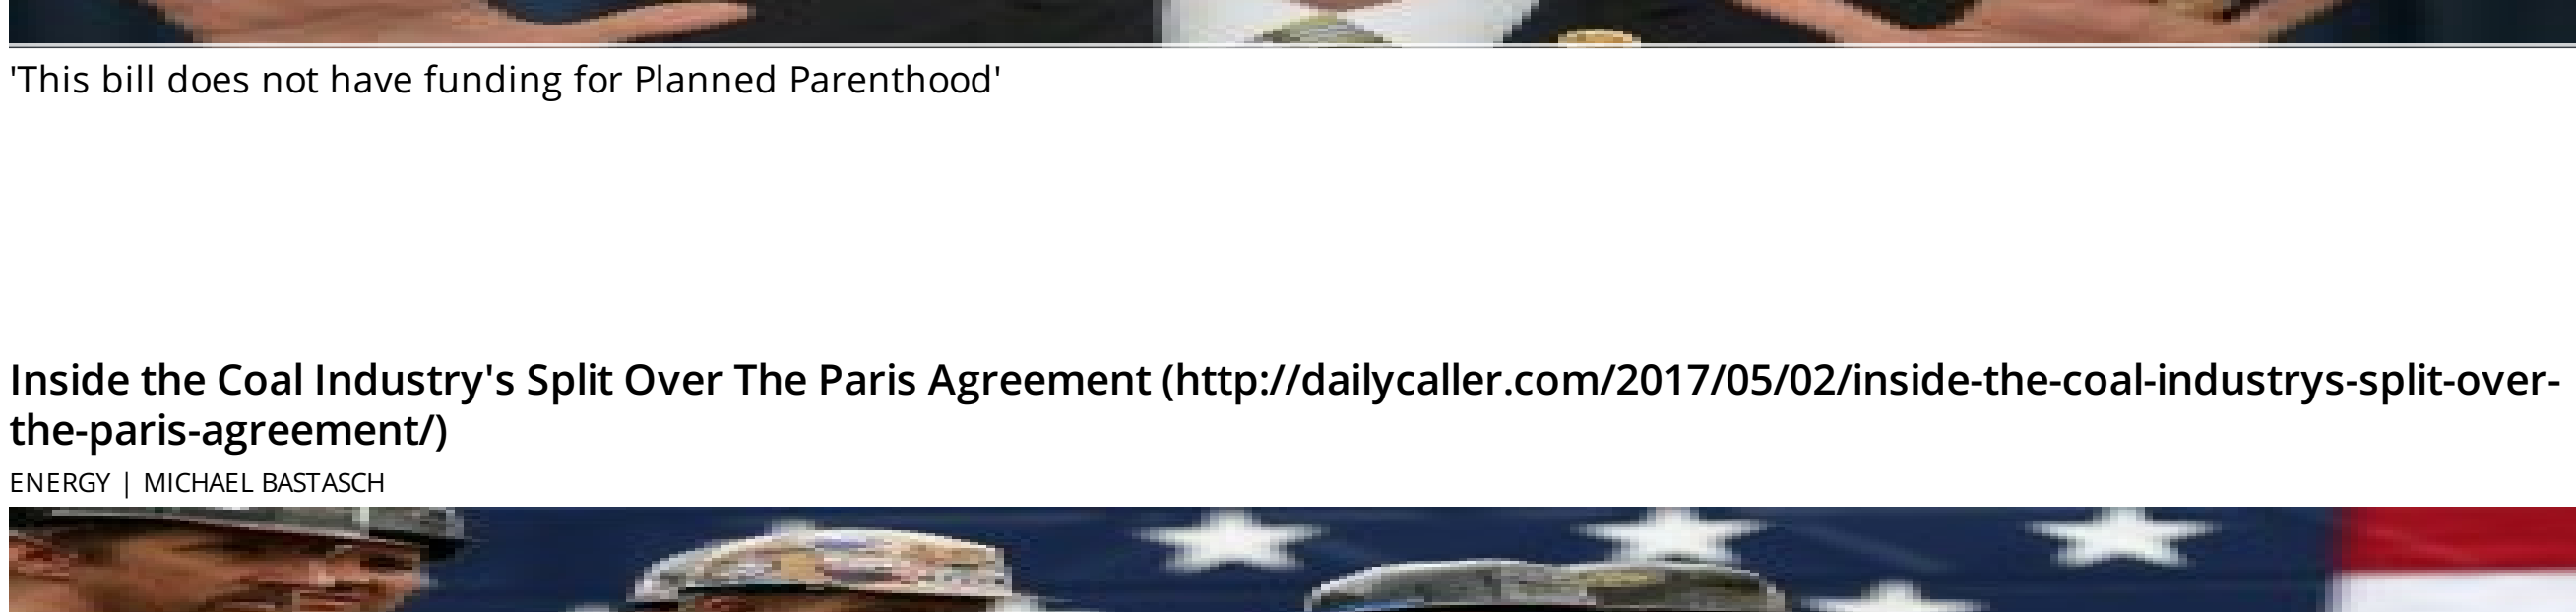 'This bill does not have funding for Planned Parenthood'
Inside the Coal Industry's Split Over The Paris Agreement (http://dailycaller.com/2017/05/02/inside-the-coal-industrys-split-over-
the-paris-agreement/)
ENERGY | MICHAEL BASTASCH